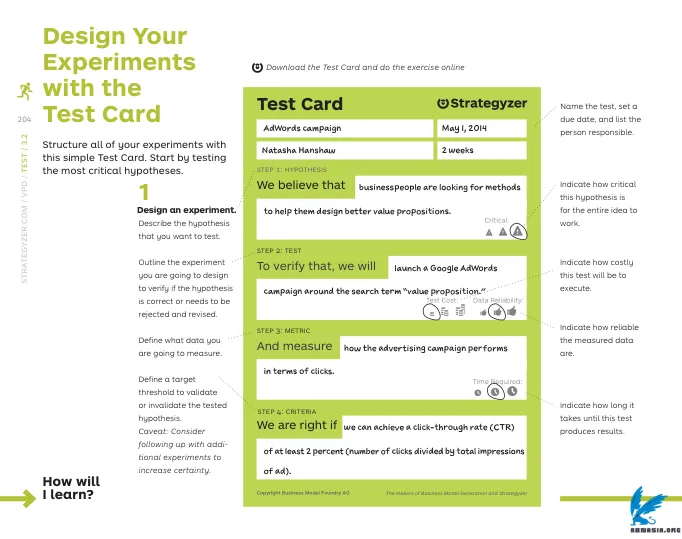 Design Your
Experiments
with the
Test Card
204
STRATEGYZER.COM / VPD / TEST / 3.2
Structure all of your experiments with
this simple Test Card. Start by testing
the most critical hypotheses.
1
Design an experiment.
Describe the hypothesis
that you want to test.
Outline the experiment
you are going to design
to verify if the hypothesis
is correct or needs to be
rejected and revised.
Define what data you
are going to measure.
Define a target
threshold to validate
or invalidate the tested
hypothesis.
Caveat: Consider
following up with addi-
tional experiments to
increase certainty.
How will
I learn?
Download the Test Card and do the exercise online
Test Card
Strategyzer
AdWords campaign
May 1, 2014
Natasha Hanshaw
2 weeks
STEP 1: HYPOTHESIS
We believe that businesspeople are looking for methods
to help them design better value propositions.
Critical:
STEP 2: TEST
To verify that, we will launch a Google AdWords
campaign around the search term "value proposition."
Test Cost: Data Reliability:
STEP 3: METRIC
And measure how the advertising campaign performs
in terms of clicks.
Time Required:
STEP 4: CRITERIA
We are right if we can achieve a click-through rate (CTR)
of at least 2 percent (number of clicks divided by total impressions
of ad).
Copyright Business Model Foundry AG
The makers of Business Model Generation and Strategyzer
Name the test, set a
due date, and list the
person responsible.
Indicate how critical
this hypothesis is
for the entire idea to
work.
Indicate how costly
this test will be to
execute.
Indicate how reliable
the measured data
are.
Indicate how long it
takes until this test
produces results.
ABNASIA.ORG